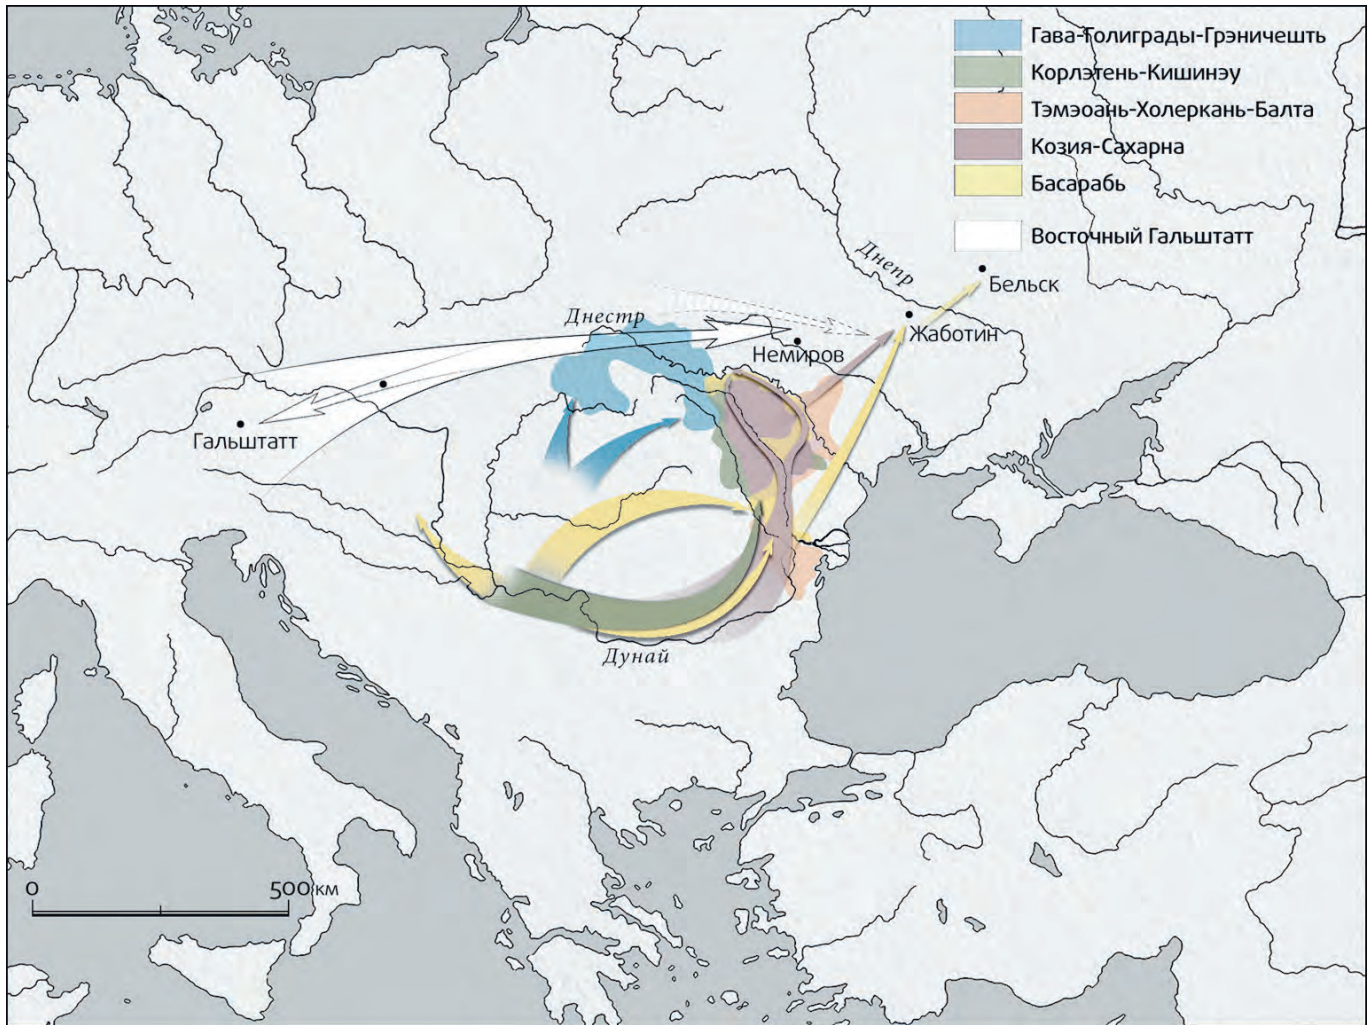 Гава-Голиграды-Грэничешть
Корлэтень-Кишинэу
Тэмэоань-Холеркань-Балта
Козия-Сахарна
Басарабь
Восточный Гальштатт
Днепр
Бельск
Днестр
Жаботин
Немиров
Гальштатт
Дунай
0 500 км